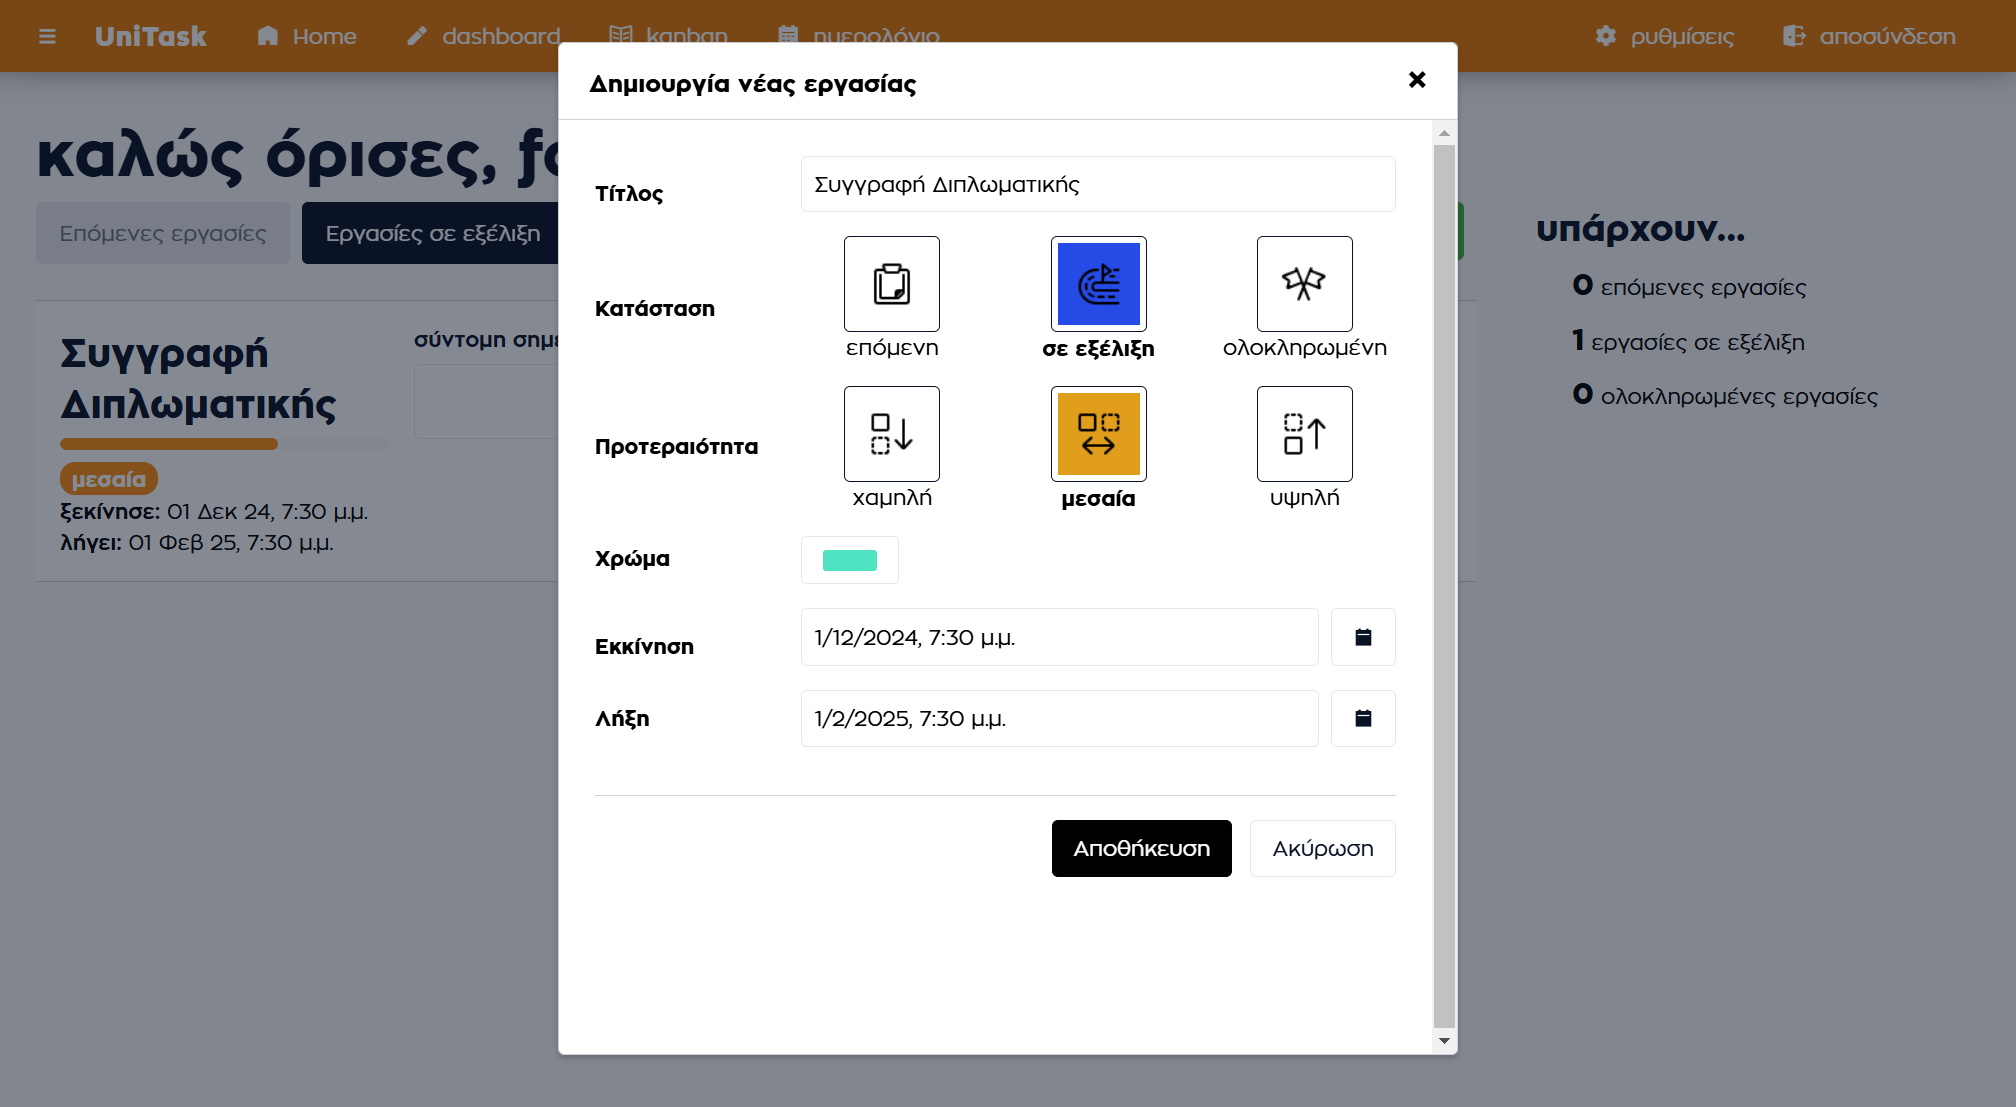 UniTask
Home
dashboard
kanban
ημερολόγιο
ρυθμίσεις
αποσύνδεση
καλώς όρισες,
Επόμενες εργασίες
Εργασίες σε εξέλιξη
Συγγραφή
Διπλωματικής
μεσαία
ξεκίνησε: 01 Δεκ 24, 7:30 μ.μ.
λήγει: 01 Φεβ 25, 7:30 μ.μ.
σύντομη
Δημιουργία νέας εργασίας
Τίτλος
Συγγραφή Διπλωματικής
Κατάσταση
επόμενη
σε εξέλιξη
ολοκληρωμένη
Προτεραιότητα
χαμηλή
μεσαία
υψηλή
Χρώμα
Εκκίνηση
1/12/2024, 7:30 μ.μ.
Λήξη
1/2/2025, 7:30 μ.μ.
Αποθήκευση
Ακύρωση
υπάρχουν...
0 επόμενες εργασίες
1 εργασίες σε εξέλιξη
0 ολοκληρωμένες εργασίες